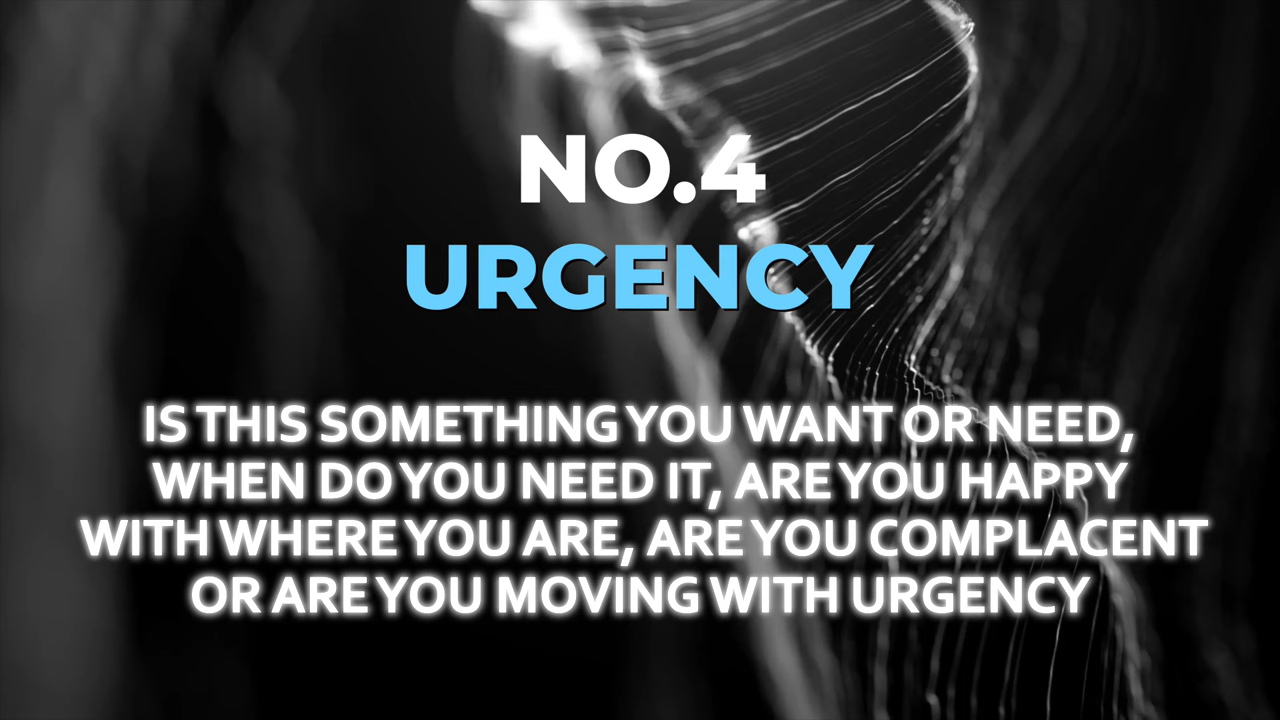 NO.4
URGENCY
IS THIS SOMETHING YOU WANT OR NEED,
WHEN DO YOU NEED IT, ARE YOU HAPPY
WITH WHERE YOU ARE, ARE YOU COMPLACENT
OR ARE YOU MOVING WITH URGENCY